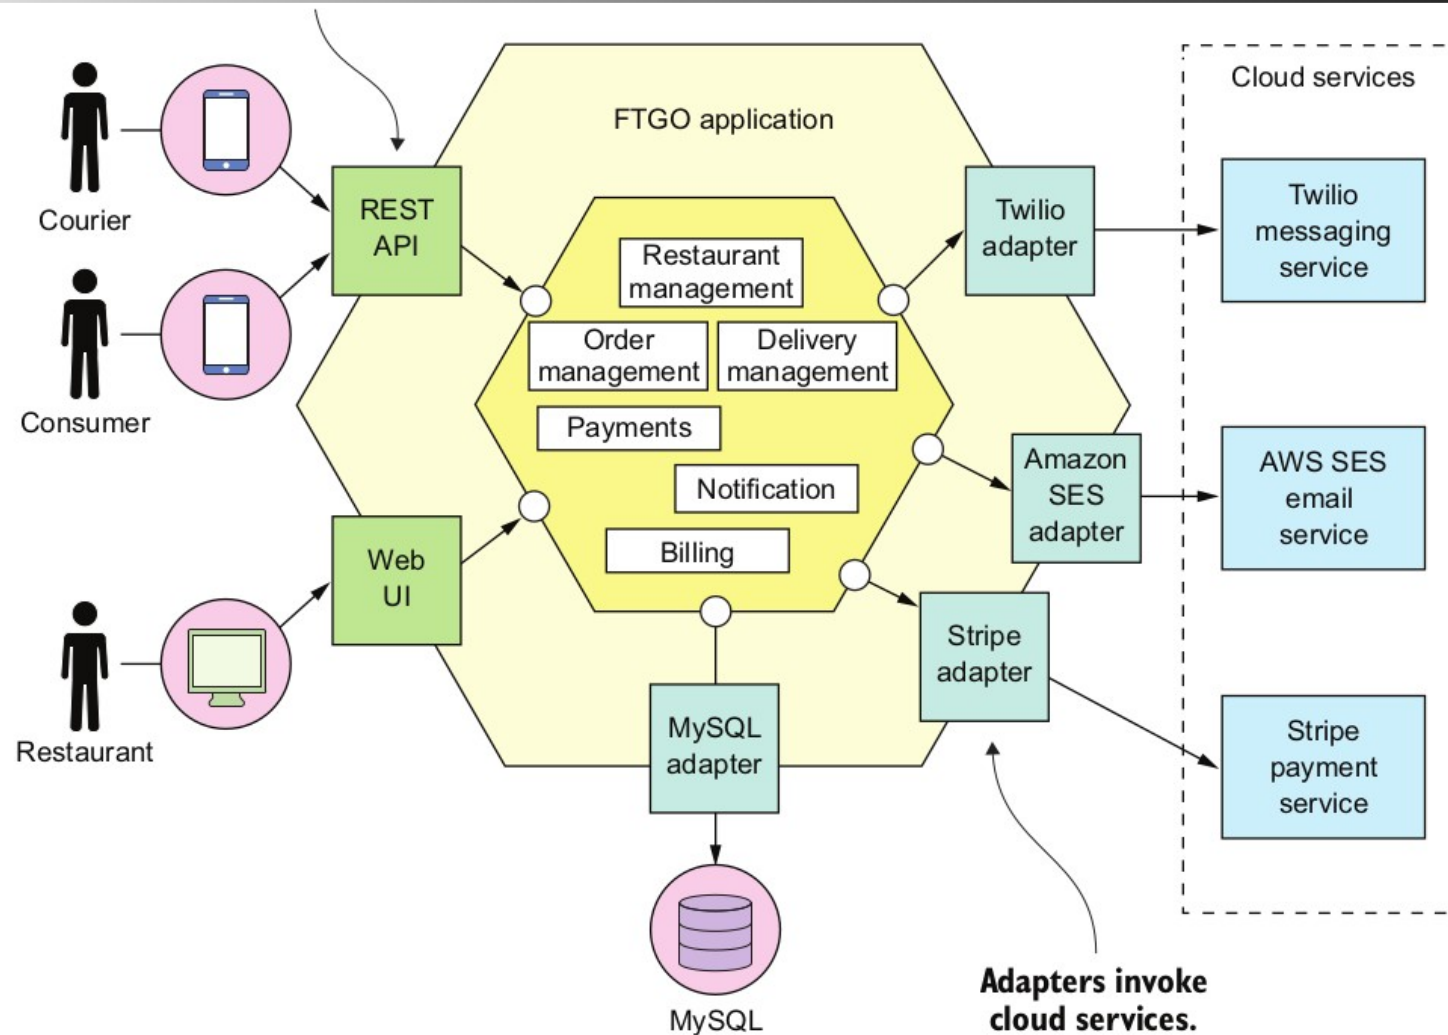 Cloud services
FTGO application
REST
API
Twilio
adapter
Twilio
messaging
service
Courier
Restaurant
management
Order
management
Delivery
management
Consumer
Payments
Notification
Billing
Amazon
SES
adapter
AWS SES
email
service
Web
UI
Stripe
adapter
Restaurant
MySQL
adapter
Stripe
payment
service
MySQL
Adapters invoke
cloud services.